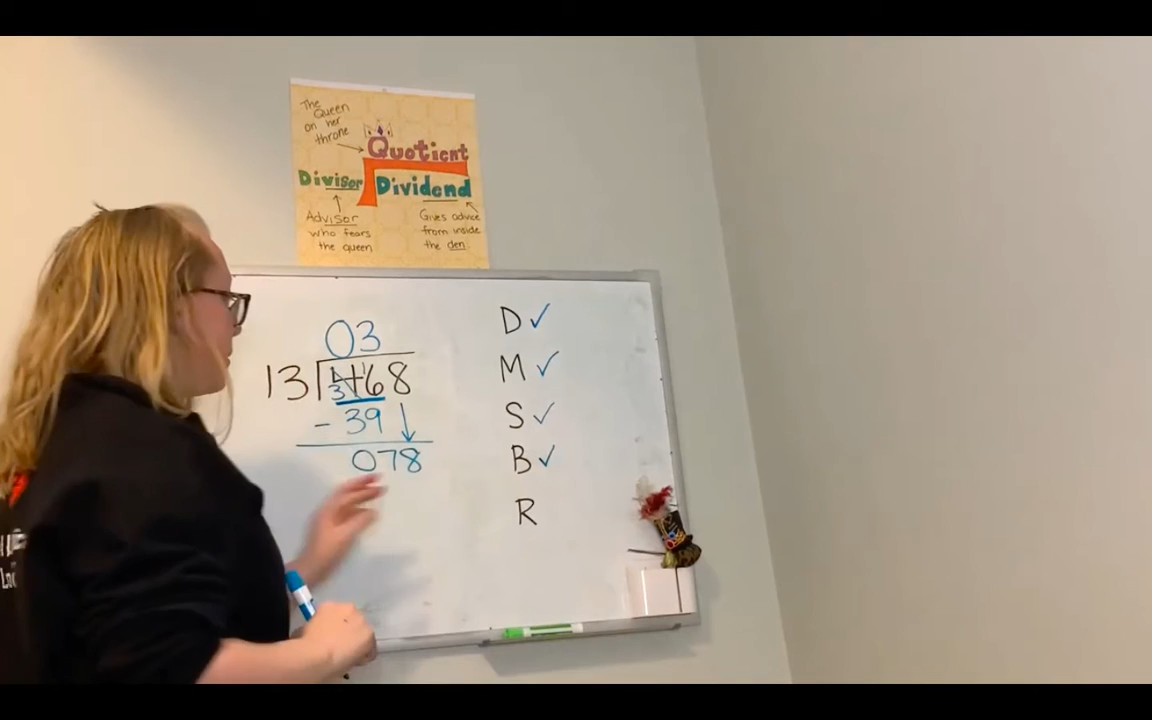 The
Queen
on her
throne
Quotient
Divisor Dividend
Advisor
who fears
the queen
Gives advice
from inside
the den
03
13 468
3
- 39
078
D ✓
M ✓
S ✓
B ✓
R